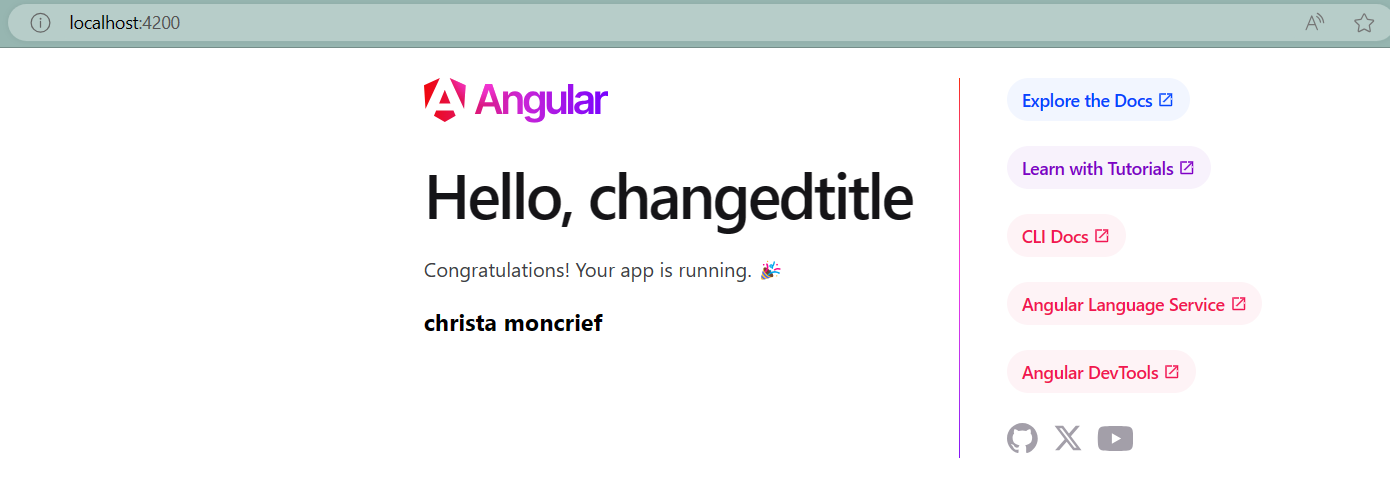 localhost:4200
Angular
Hello, changedtitle
Congratulations! Your app is running. 🎉
christa moncrief
Explore the Docs
Learn with Tutorials
CLI Docs
Angular Language Service
Angular DevTools